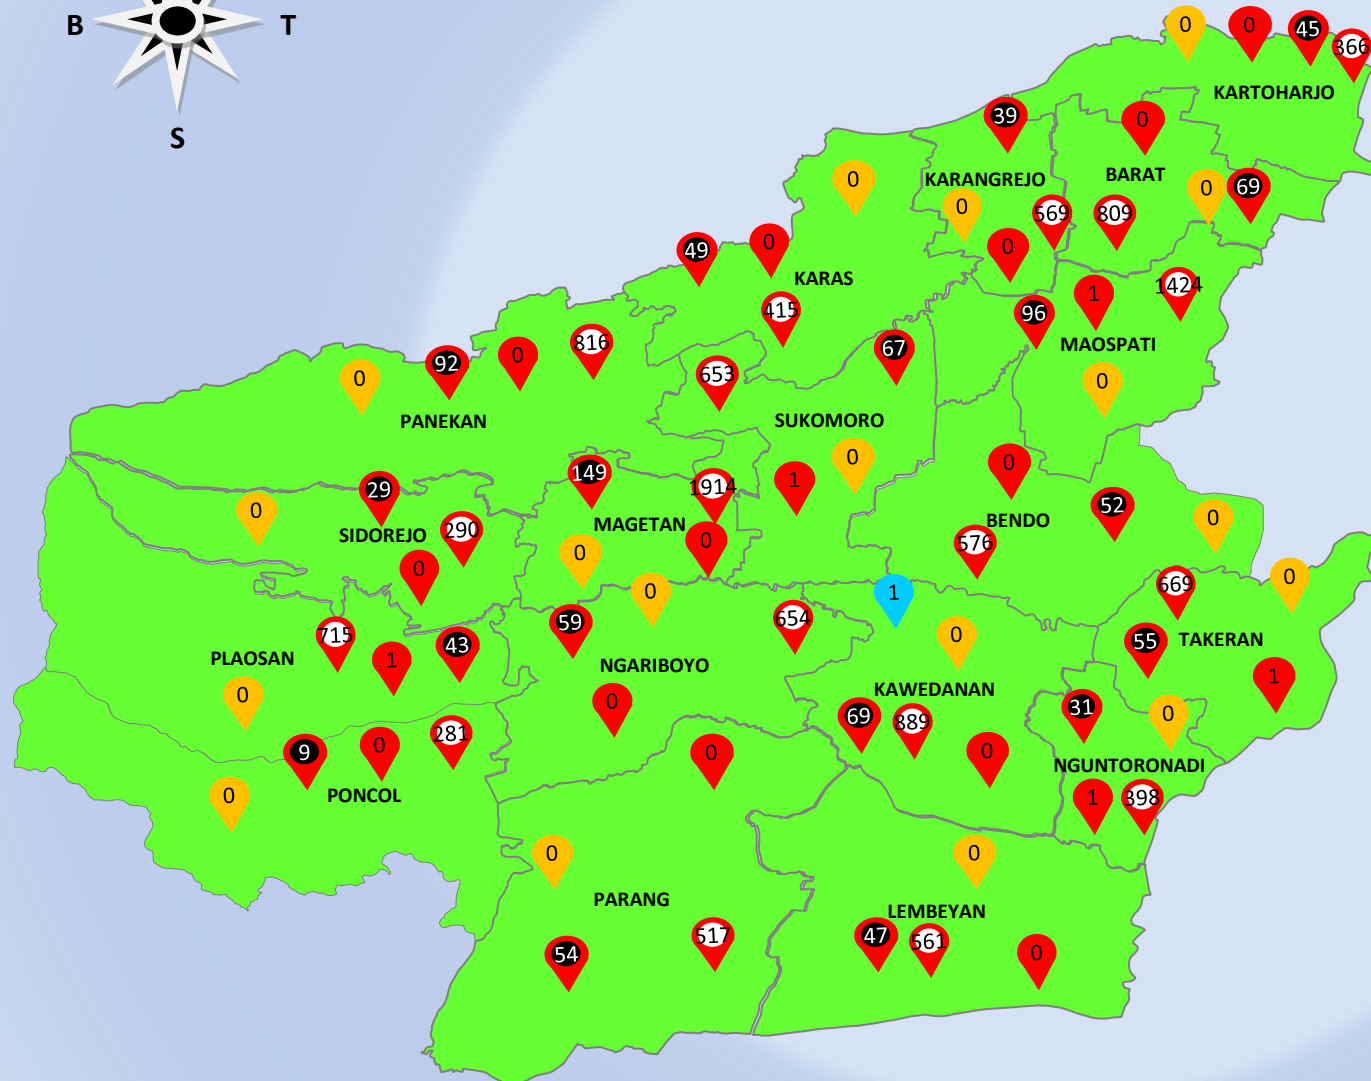 B T
S
0 0 45 366
KARTOHARJO
39 0
0 KARANGREJO BARAT
0 569 809 0 69
49 0 0
KARAS
415 96 1 1424
MAOSPATI
0 92 0 816
PANEKAN
653 67 0
SUKOMORO
0 1
0 29 290
SIDOREJO
0
149 1914
MAGETAN
0 0
0
BENDO
576 52 0
715 1 43
PLAOSAN
0
59 0 654
NGARIBOYO
0
1 0
KAWEDANAN
69 889 0
669 0
55 TAKERAN
1
31 0
NGUNTORONADI
1 398
9 0 281
PONCOL
0
0
0
PARANG
54 517
0
LEMBEYAN
47 561 0